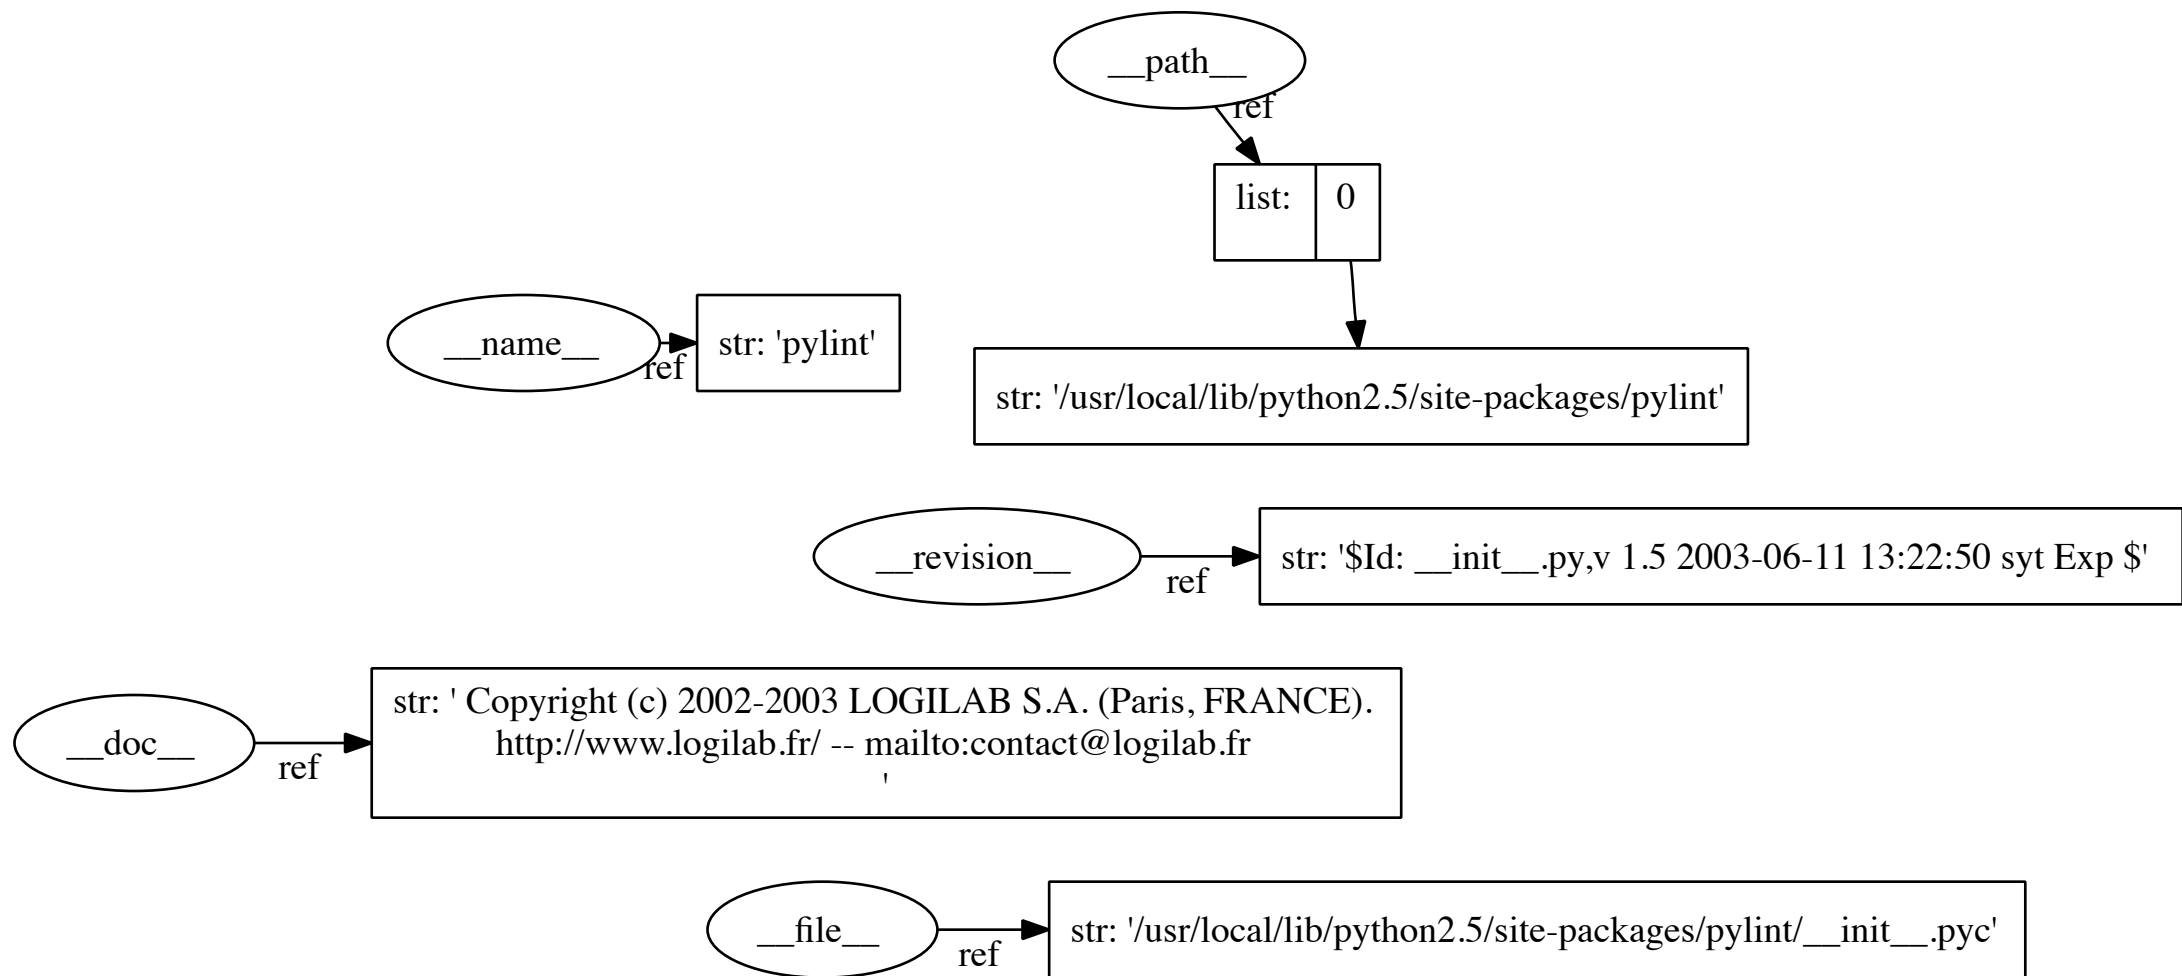 __path__
ref
list:
0
__name__
ref
str: 'pylint'
str: '/usr/local/lib/python2.5/site-packages/pylint'
__revision__
ref
str: '$Id: __init__.py,v 1.5 2003-06-11 13:22:50 syt Exp $'
__doc__
ref
str: ' Copyright (c) 2002-2003 LOGILAB S.A. (Paris, FRANCE).
http://www.logilab.fr/ -- mailto:contact@logilab.fr
'
__file__
ref
str: '/usr/local/lib/python2.5/site-packages/pylint/__init__.pyc'